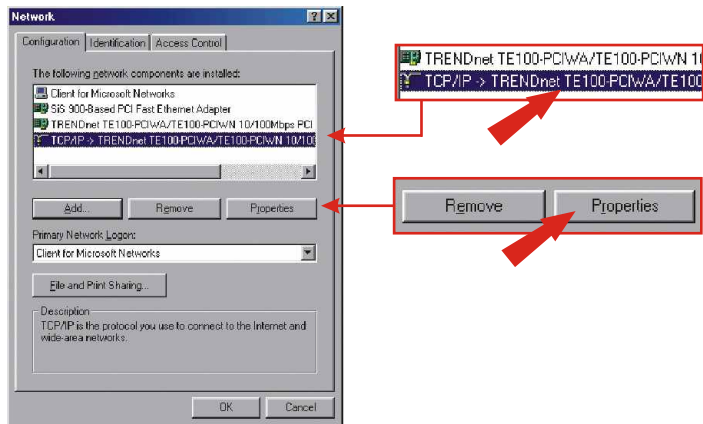 Network
Configuration Identification Access Control
The following network components are installed:
Client for Microsoft Networks
SiS 900-Based PCI Fast Ethernet Adapter
TRENDnet TE100-PCIWA/TE100-PCIWN 10/100Mbps PCI
TCP/IP -> TRENDnet TE100-PCIWA/TE100-PCIWN 10/100
Add... Remove Properties
Primary Network Logon:
Client for Microsoft Networks
File and Print Sharing...
Description
TCP/IP is the protocol you use to connect to the Internet and
wide-area networks.
OK Cancel
TRENDnet TE100-PCIWA/TE100-PCIWN 1
TCP/IP -> TRENDnet TE100-PCIWA/TE100
Remove Properties